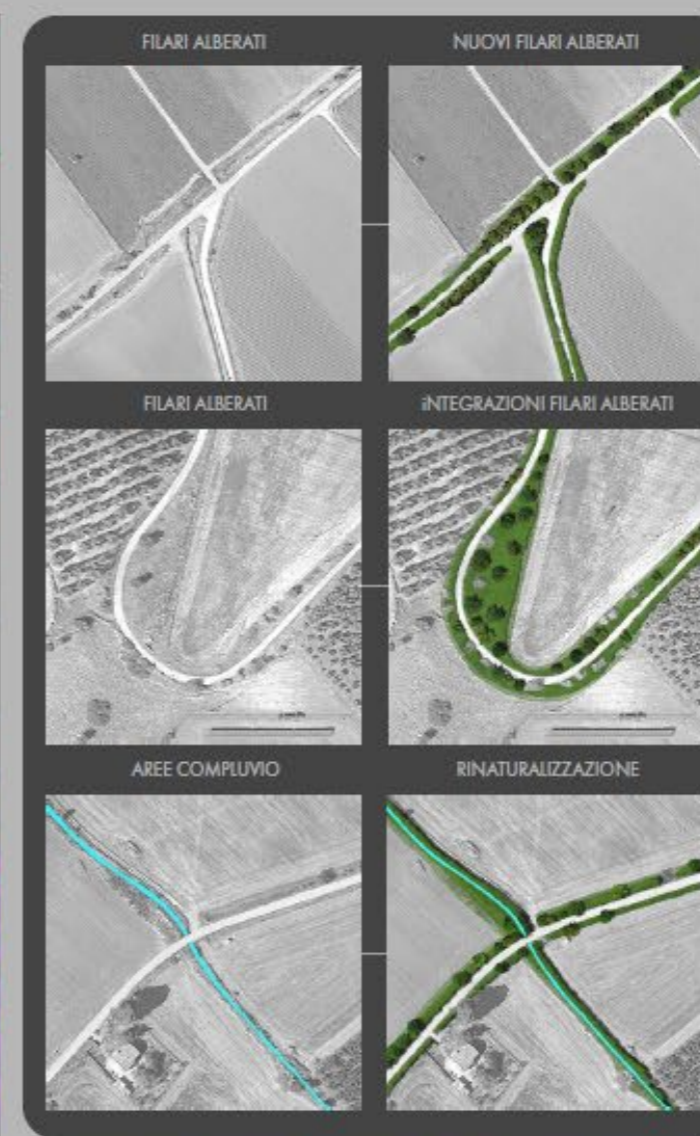 FILARI ALBERATI
NUOVI FILARI ALBERATI
FILARI ALBERATI
iNTEGRAZIONI FILARI ALBERATI
AREE COMPLUVIO
RINATURALIZZAZIONE